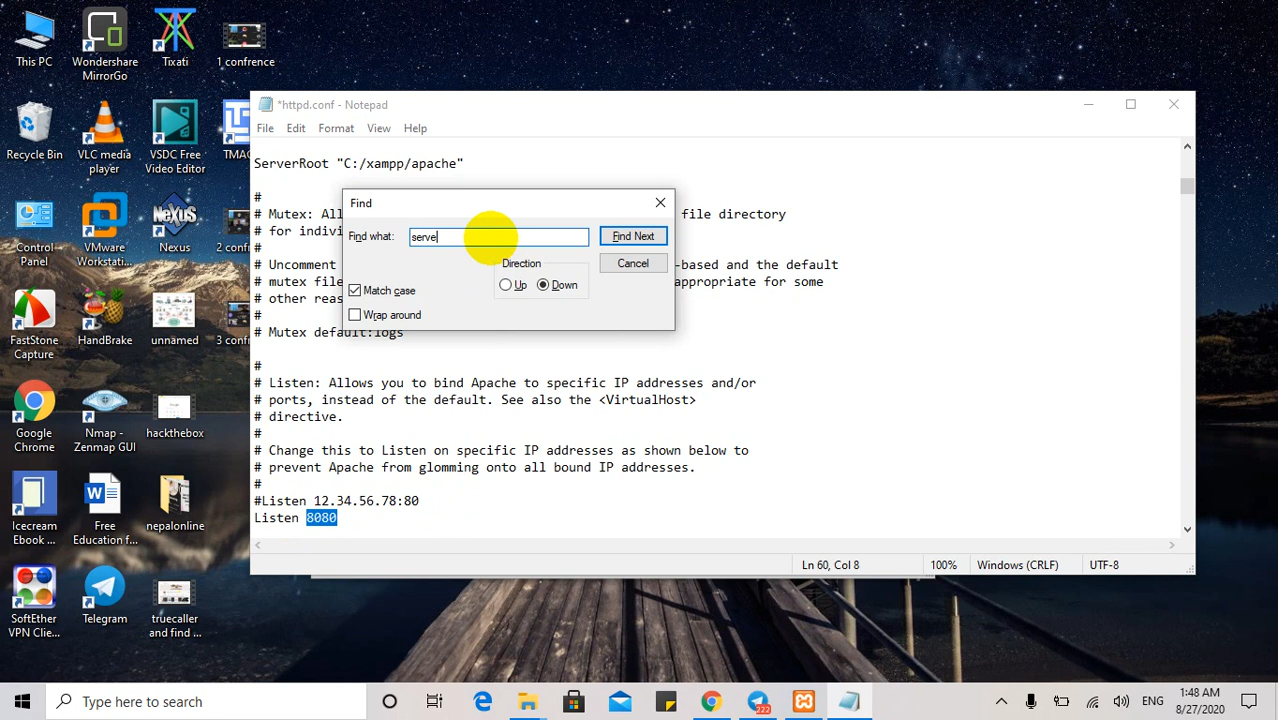 This PC
Wondershare MirrorGo
Tixati
1 confrence
Recycle Bin
VLC media player
VSDC Free Video Editor
TMAC
Control Panel
VMware Workstati...
Nexus
2 conf
FastStone Capture
HandBrake
unnamed
3 confre
Google Chrome
Nmap - Zenmap GUI
hackthebox
Icecream Ebook ...
Free Education f...
nepalonline
SoftEther VPN Clie...
Telegram
truecaller and find ...
*httpd.conf - Notepad
File Edit Format View Help
ServerRoot "C:/xampp/apache"
#
# Mutex: All
file directory
# for indivi
#
# Uncomment
-based and the default
# mutex file
appropriate for some
# other reas
#
# Mutex default:logs
#
# Listen: Allows you to bind Apache to specific IP addresses and/or
# ports, instead of the default. See also the <VirtualHost>
# directive.
#
# Change this to Listen on specific IP addresses as shown below to
# prevent Apache from glomming onto all bound IP addresses.
#
#Listen 12.34.56.78:80
Listen 8080
Ln 60, Col 8 100% Windows (CRLF) UTF-8
Find
Find what: serve Find Next
Direction Cancel
Up Down
Match case
Wrap around
Type here to search
222
ENG
1:48 AM
8/27/2020